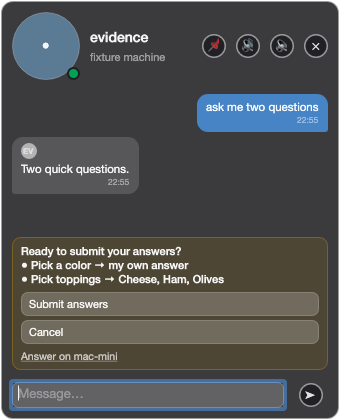 evidence
fixture machine
ask me two questions
22:55
EV
Two quick questions.
22:55
Ready to submit your answers?
• Pick a color → my own answer
• Pick toppings → Cheese, Ham, Olives
Submit answers
Cancel
Answer on mac-mini
Message…